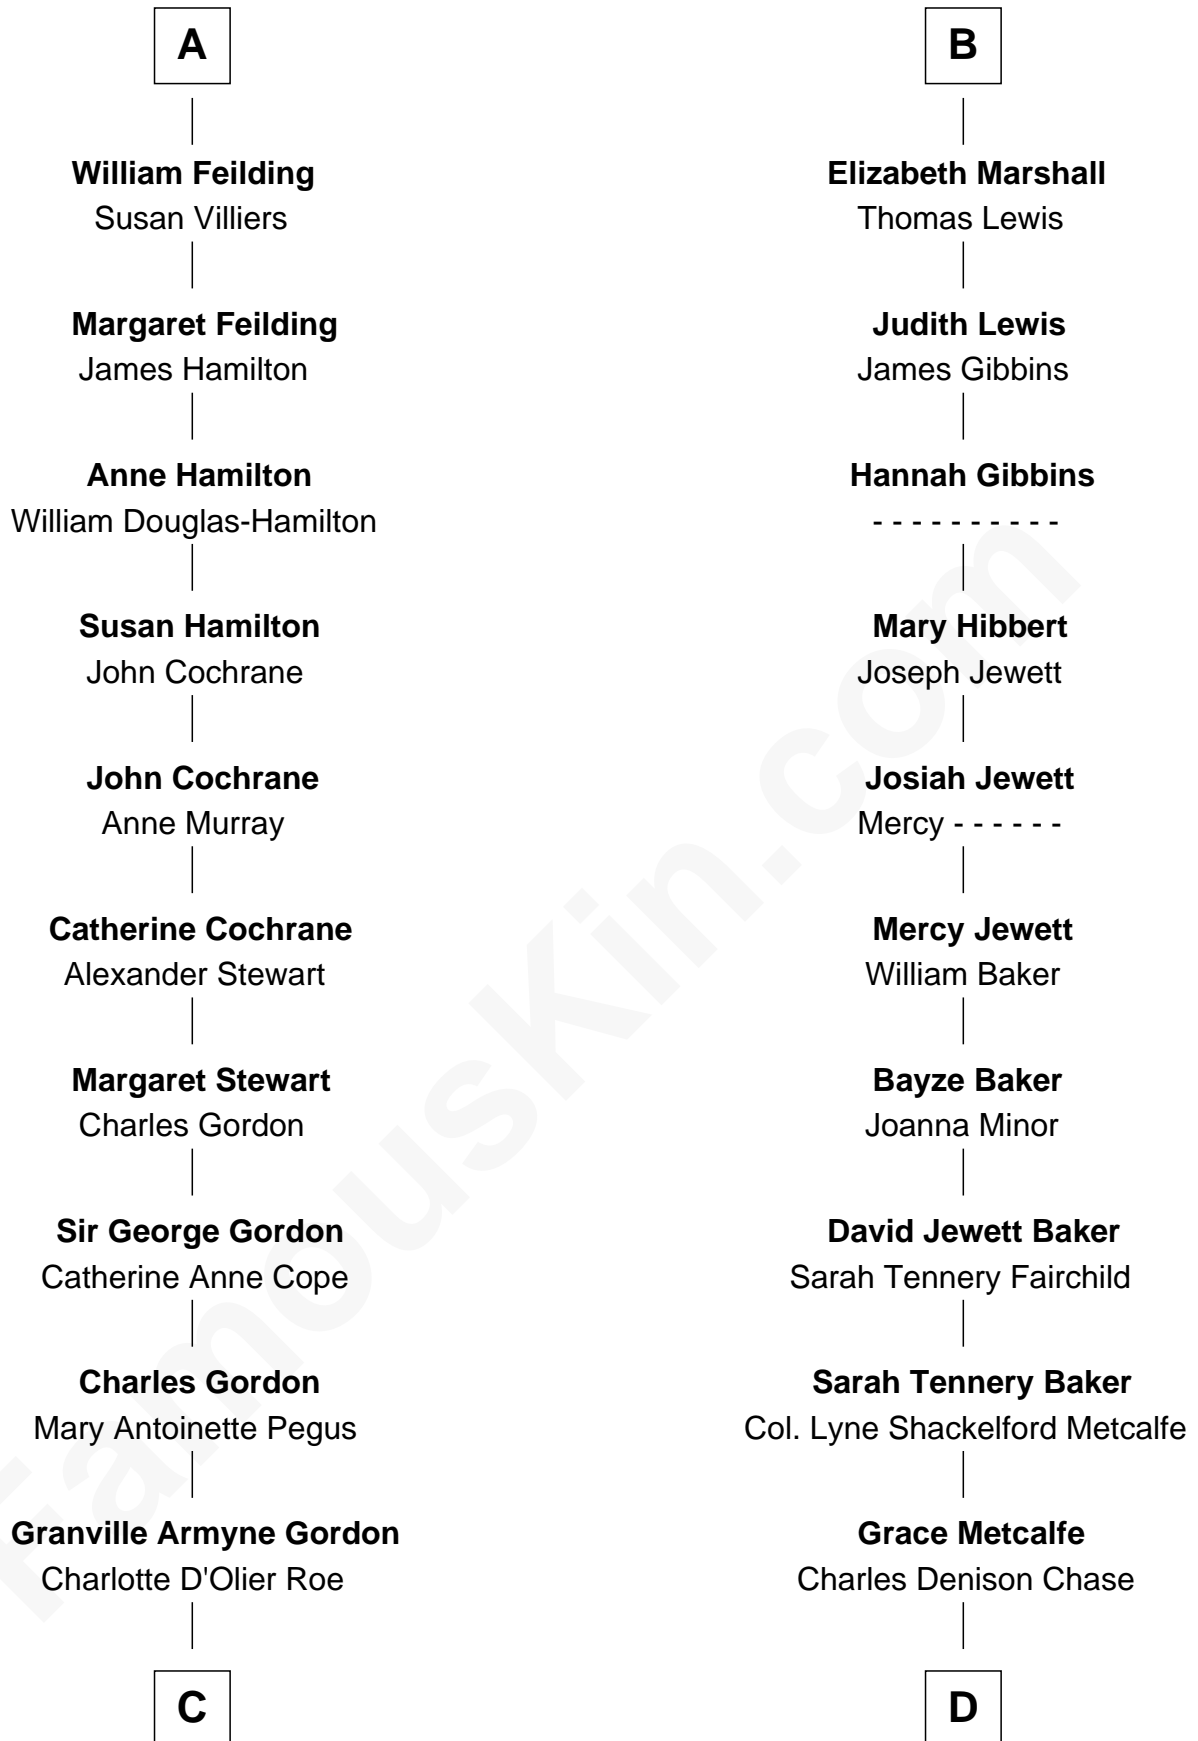 A
William Feilding
Susan Villiers
Margaret Feilding
James Hamilton
Anne Hamilton
William Douglas-Hamilton
Susan Hamilton
John Cochrane
John Cochrane
Anne Murray
Catherine Cochrane
Alexander Stewart
Margaret Stewart
Charles Gordon
Sir George Gordon
Catherine Anne Cope
Charles Gordon
Mary Antoinette Pegus
Granville Armyne Gordon
Charlotte D'Olier Roe
C
B
Elizabeth Marshall
Thomas Lewis
Judith Lewis
James Gibbins
Hannah Gibbins
- - - - - - - - - -
Mary Hibbert
Joseph Jewett
Josiah Jewett
Mercy - - - - - -
Mercy Jewett
William Baker
Bayze Baker
Joanna Minor
David Jewett Baker
Sarah Tennery Fairchild
Sarah Tennery Baker
Col. Lyne Shackelford Metcalfe
Grace Metcalfe
Charles Denison Chase
D
FamousKin.com